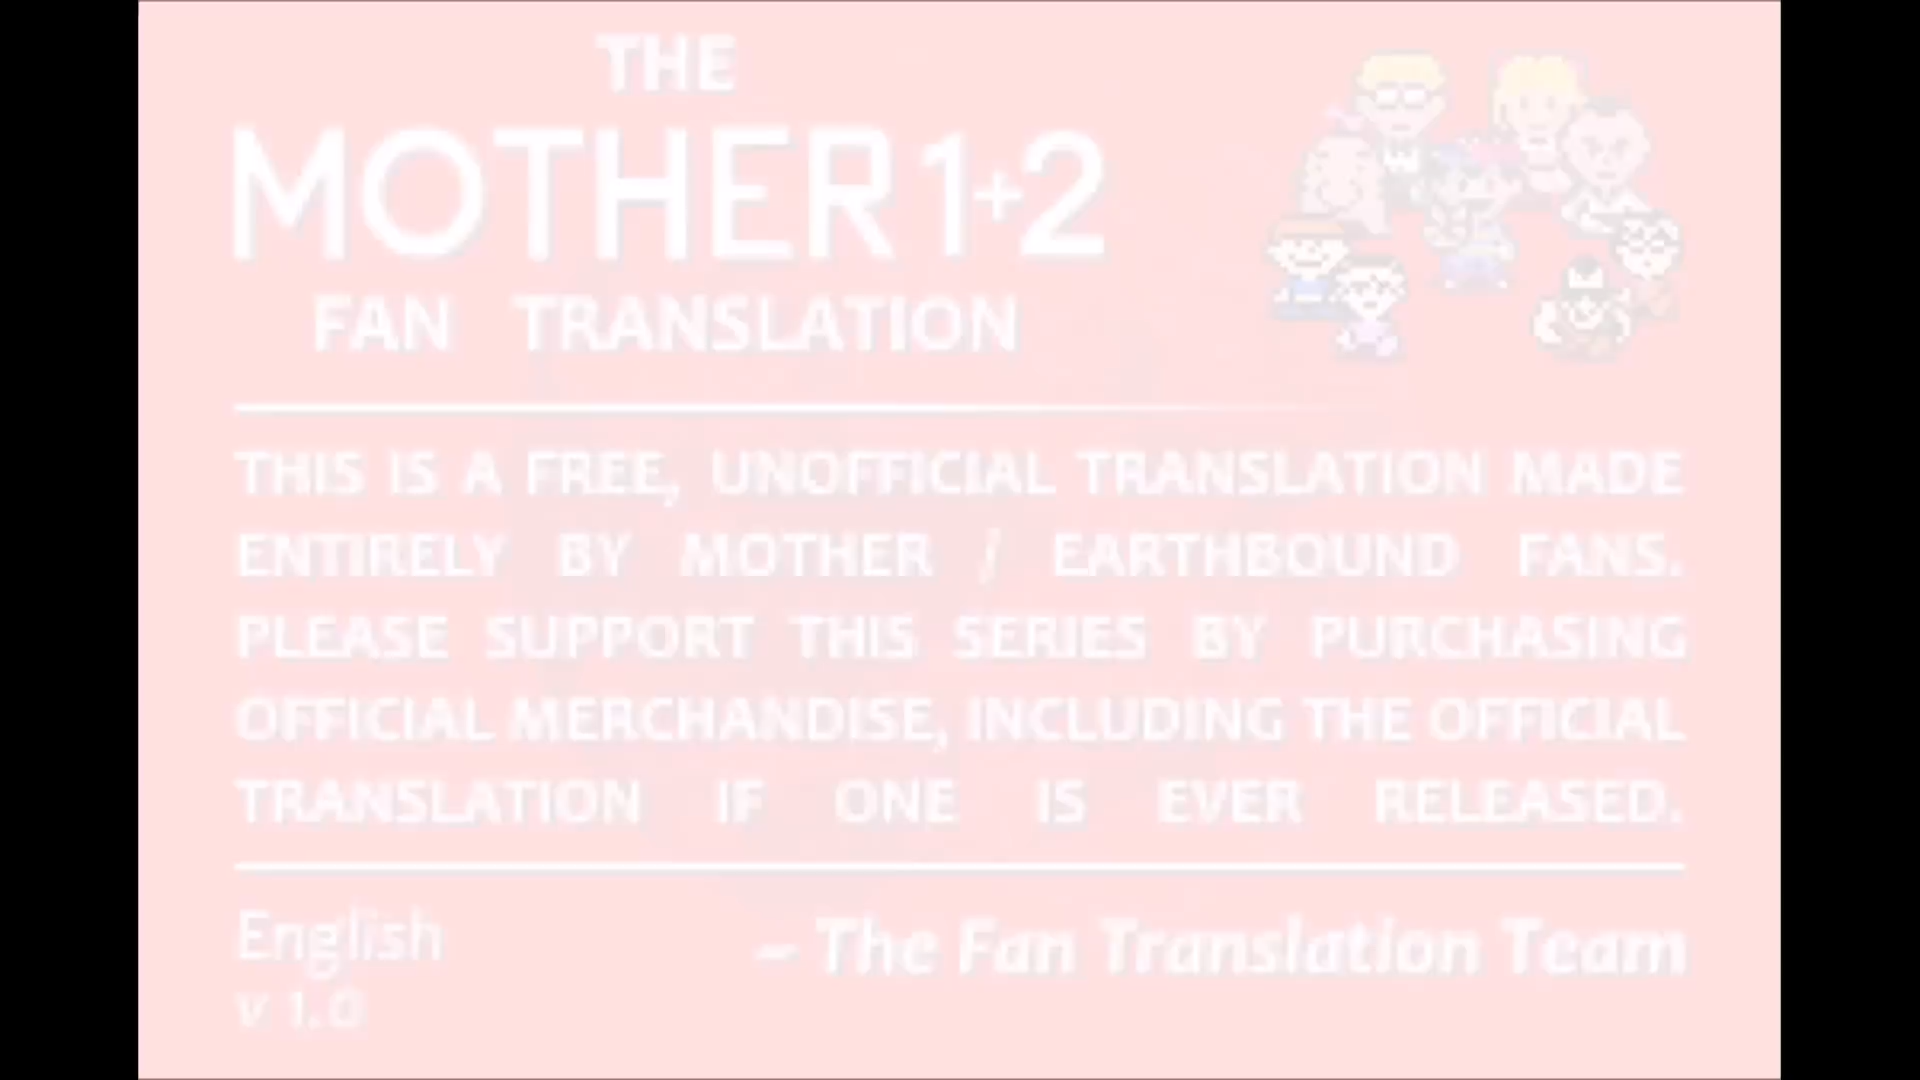 THE
MOTHER 1+2
FAN TRANSLATION
THIS IS A FREE, UNOFFICIAL TRANSLATION MADE
ENTIRELY BY MOTHER / EARTHBOUND FANS.
PLEASE SUPPORT THIS SERIES BY PURCHASING
OFFICIAL MERCHANDISE, INCLUDING THE OFFICIAL
TRANSLATION IF ONE IS EVER RELEASED.
English
– The Fan Translation Team
v 1.0